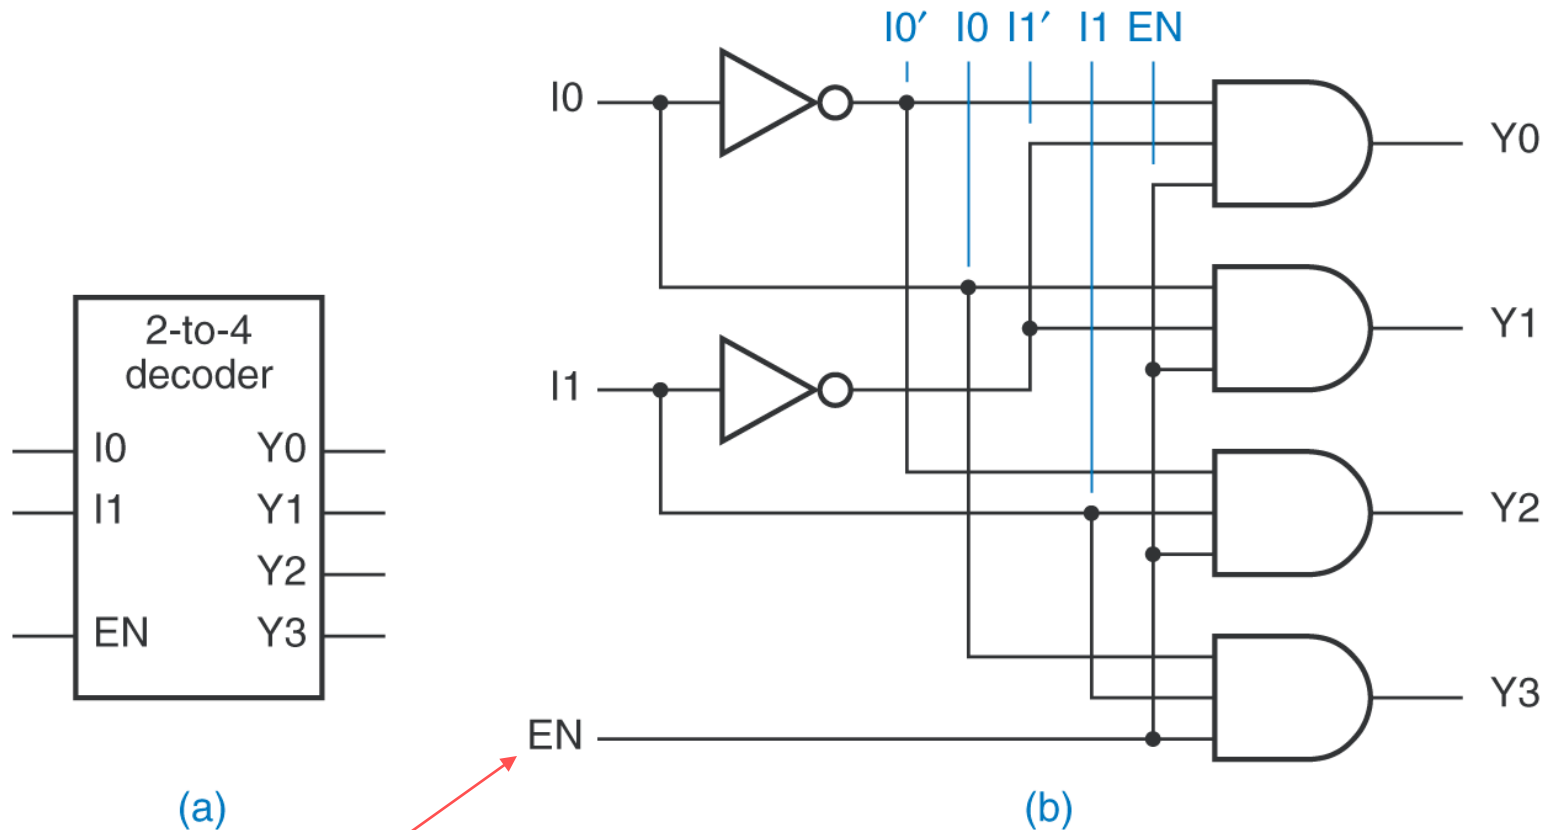 I0′ I0 I1′ I1 EN
I0
Y0
I1
Y1
Y2
EN
Y3
2-to-4
decoder
I0 Y0
I1 Y1
Y2
EN Y3
(a) (b)